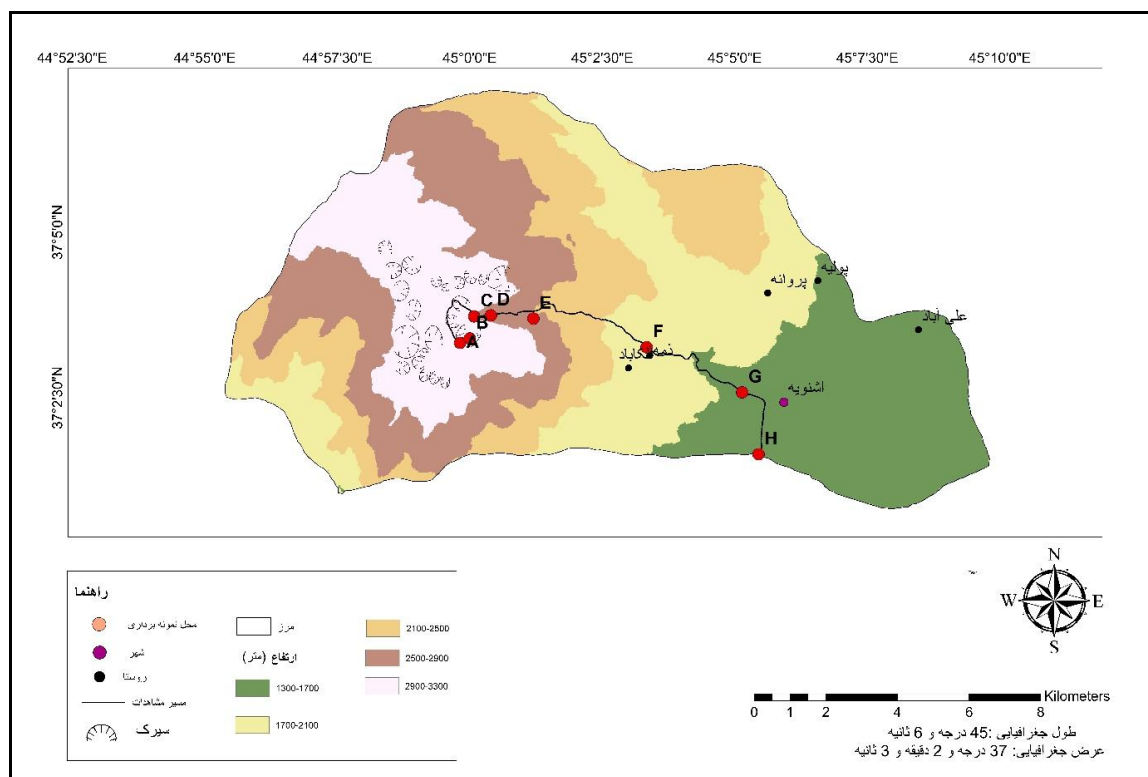 44°52'30"E 44°55'0"E 44°57'30"E 45°0'0"E 45°2'30"E 45°5'0"E 45°7'30"E 45°10'0"E
37°5'0"N
37°2'30"N
پولیه
پروانه
علی آباد
C D
E
B
A
F
نمه
کاباد
G
اشنویه
H
راهنما
محل نمونه برداری
شهر
روستا
مسیر مشاهدات
سیرک
مرز
ارتفاع (متر)
1300-1700
1700-2100
2100-2500
2500-2900
2900-3300
N
W E
S
Kilometers
0 1 2 4 6 8
طول جغرافیایی :45 درجه و 6 ثانیه
عرض جغرافیایی: 37 درجه و 2 دقیقه و 3 ثانیه